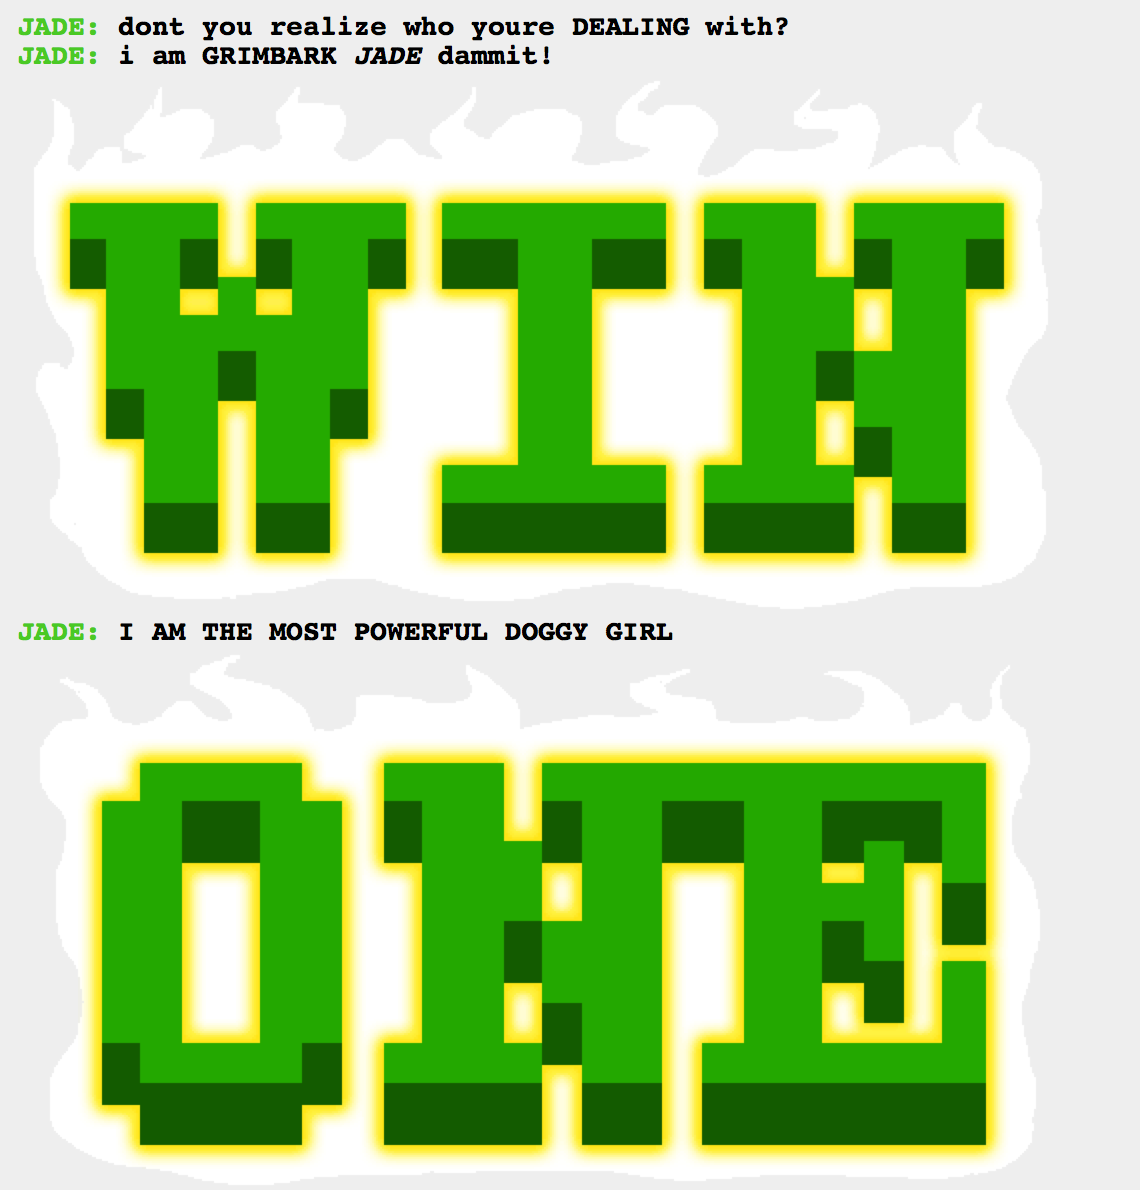 JADE: dont you realize who youre DEALING with?
JADE: i am GRIMBARK JADE dammit!
WIN
JADE: I AM THE MOST POWERFUL DOGGY GIRL
ONE